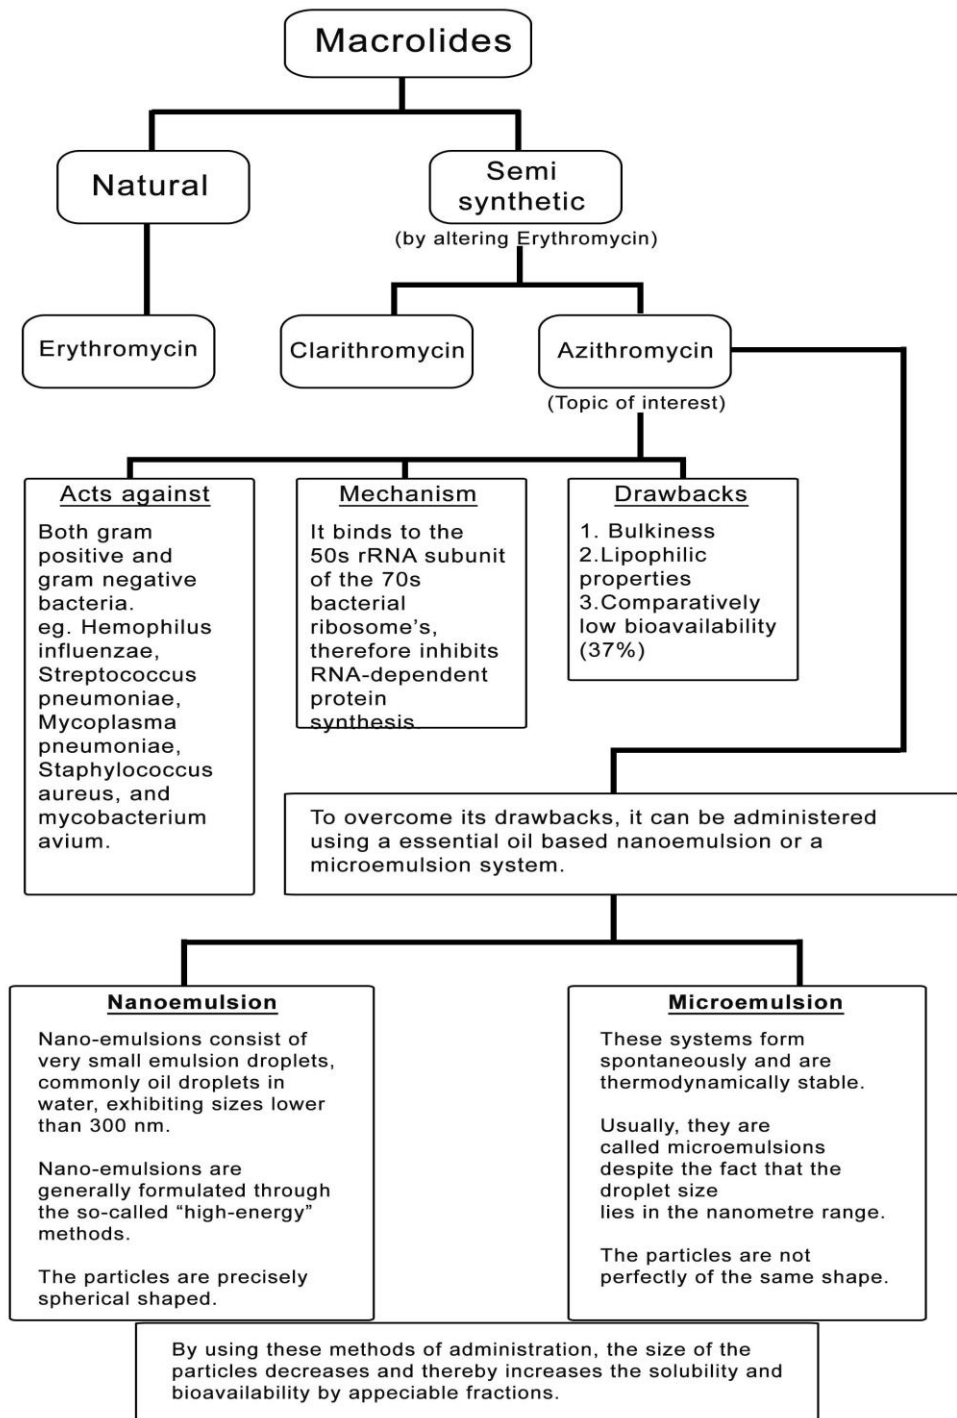 Macrolides
Natural
Semi
synthetic
(by altering Erythromycin)
Erythromycin
Clarithromycin
Azithromycin
(Topic of interest)
Acts against
Both gram
positive and
gram negative
bacteria.
eg. Hemophilus
influenzae,
Streptococcus
pneumoniae,
Mycoplasma
pneumoniae,
Staphylococcus
aureus, and
mycobacterium
avium.
Mechanism
It binds to the
50s rRNA subunit
of the 70s
bacterial
ribosome’s,
therefore inhibits
RNA-dependent
protein
synthesis.
Drawbacks
1. Bulkiness
2.Lipophilic
properties
3.Comparatively
low bioavailability
(37%)
To overcome its drawbacks, it can be administered
using a essential oil based nanoemulsion or a
microemulsion system.
Nanoemulsion
Nano-emulsions consist of
very small emulsion droplets,
commonly oil droplets in
water, exhibiting sizes lower
than 300 nm.
Nano-emulsions are
generally formulated through
the so-called “high-energy”
methods.
The particles are precisely
spherical shaped.
Microemulsion
These systems form
spontaneously and are
thermodynamically stable.
Usually, they are
called microemulsions
despite the fact that the
droplet size
lies in the nanometre range.
The particles are not
perfectly of the same shape.
By using these methods of administration, the size of the
particles decreases and thereby increases the solubility and
bioavailability by appeciable fractions.